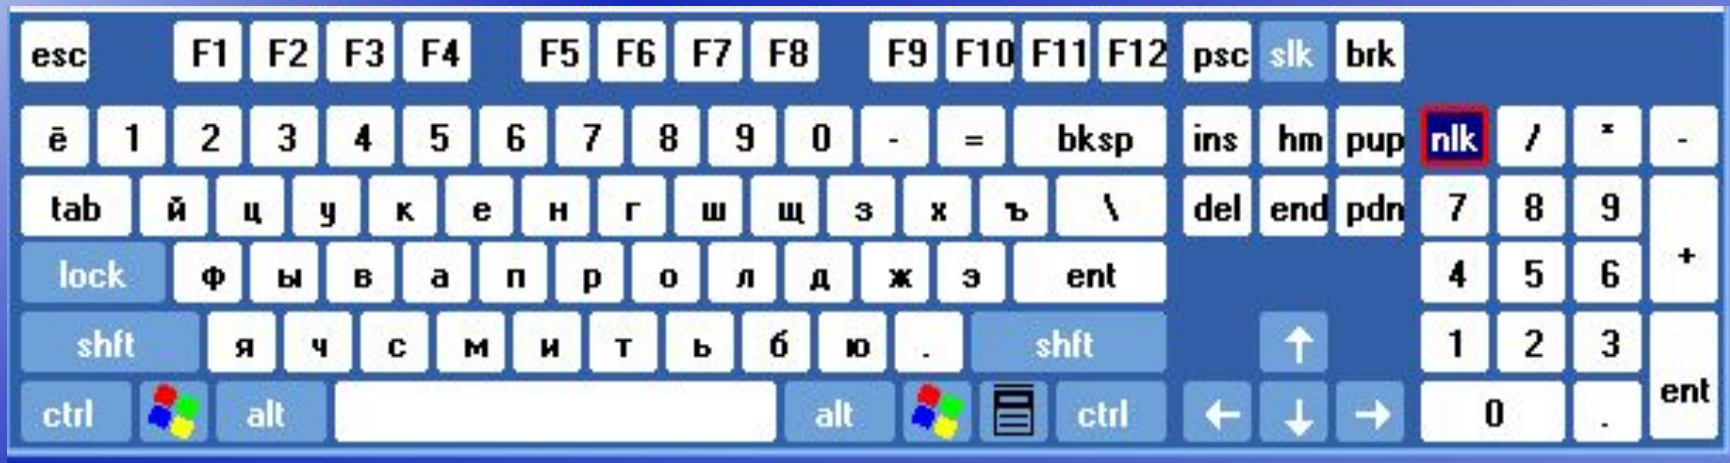 esc F1 F2 F3 F4 F5 F6 F7 F8 F9 F10 F11 F12 psc slk brk
ё 1 2 3 4 5 6 7 8 9 0 - = bksp ins hm pup nlk / * -
tab й ц у к е н г ш щ з х ъ \ del end pdn 7 8 9
lock ф ы в а п р о л д ж э ent 4 5 6 +
shft я ч с м и т ь б ю . shft ↑ 1 2 3
ctrl alt alt ctrl ← ↓ → 0 . ent